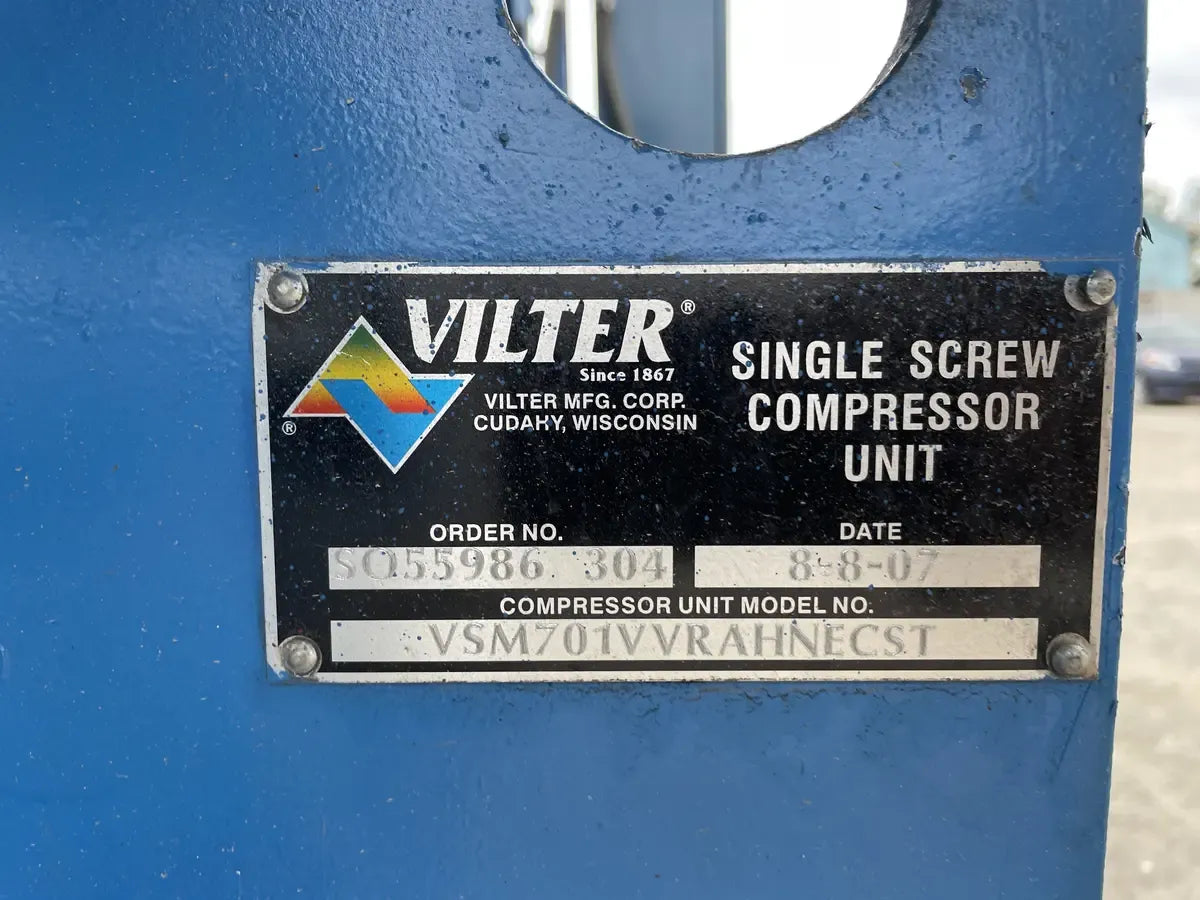 VILTER®
Since 1867
VILTER MFG. CORP.
CUDAHY, WISCONSIN
®
SINGLE SCREW
COMPRESSOR
UNIT
ORDER NO.
SO55986 304
DATE
8-8-07
COMPRESSOR UNIT MODEL NO.
VSM701VVRAHNECST